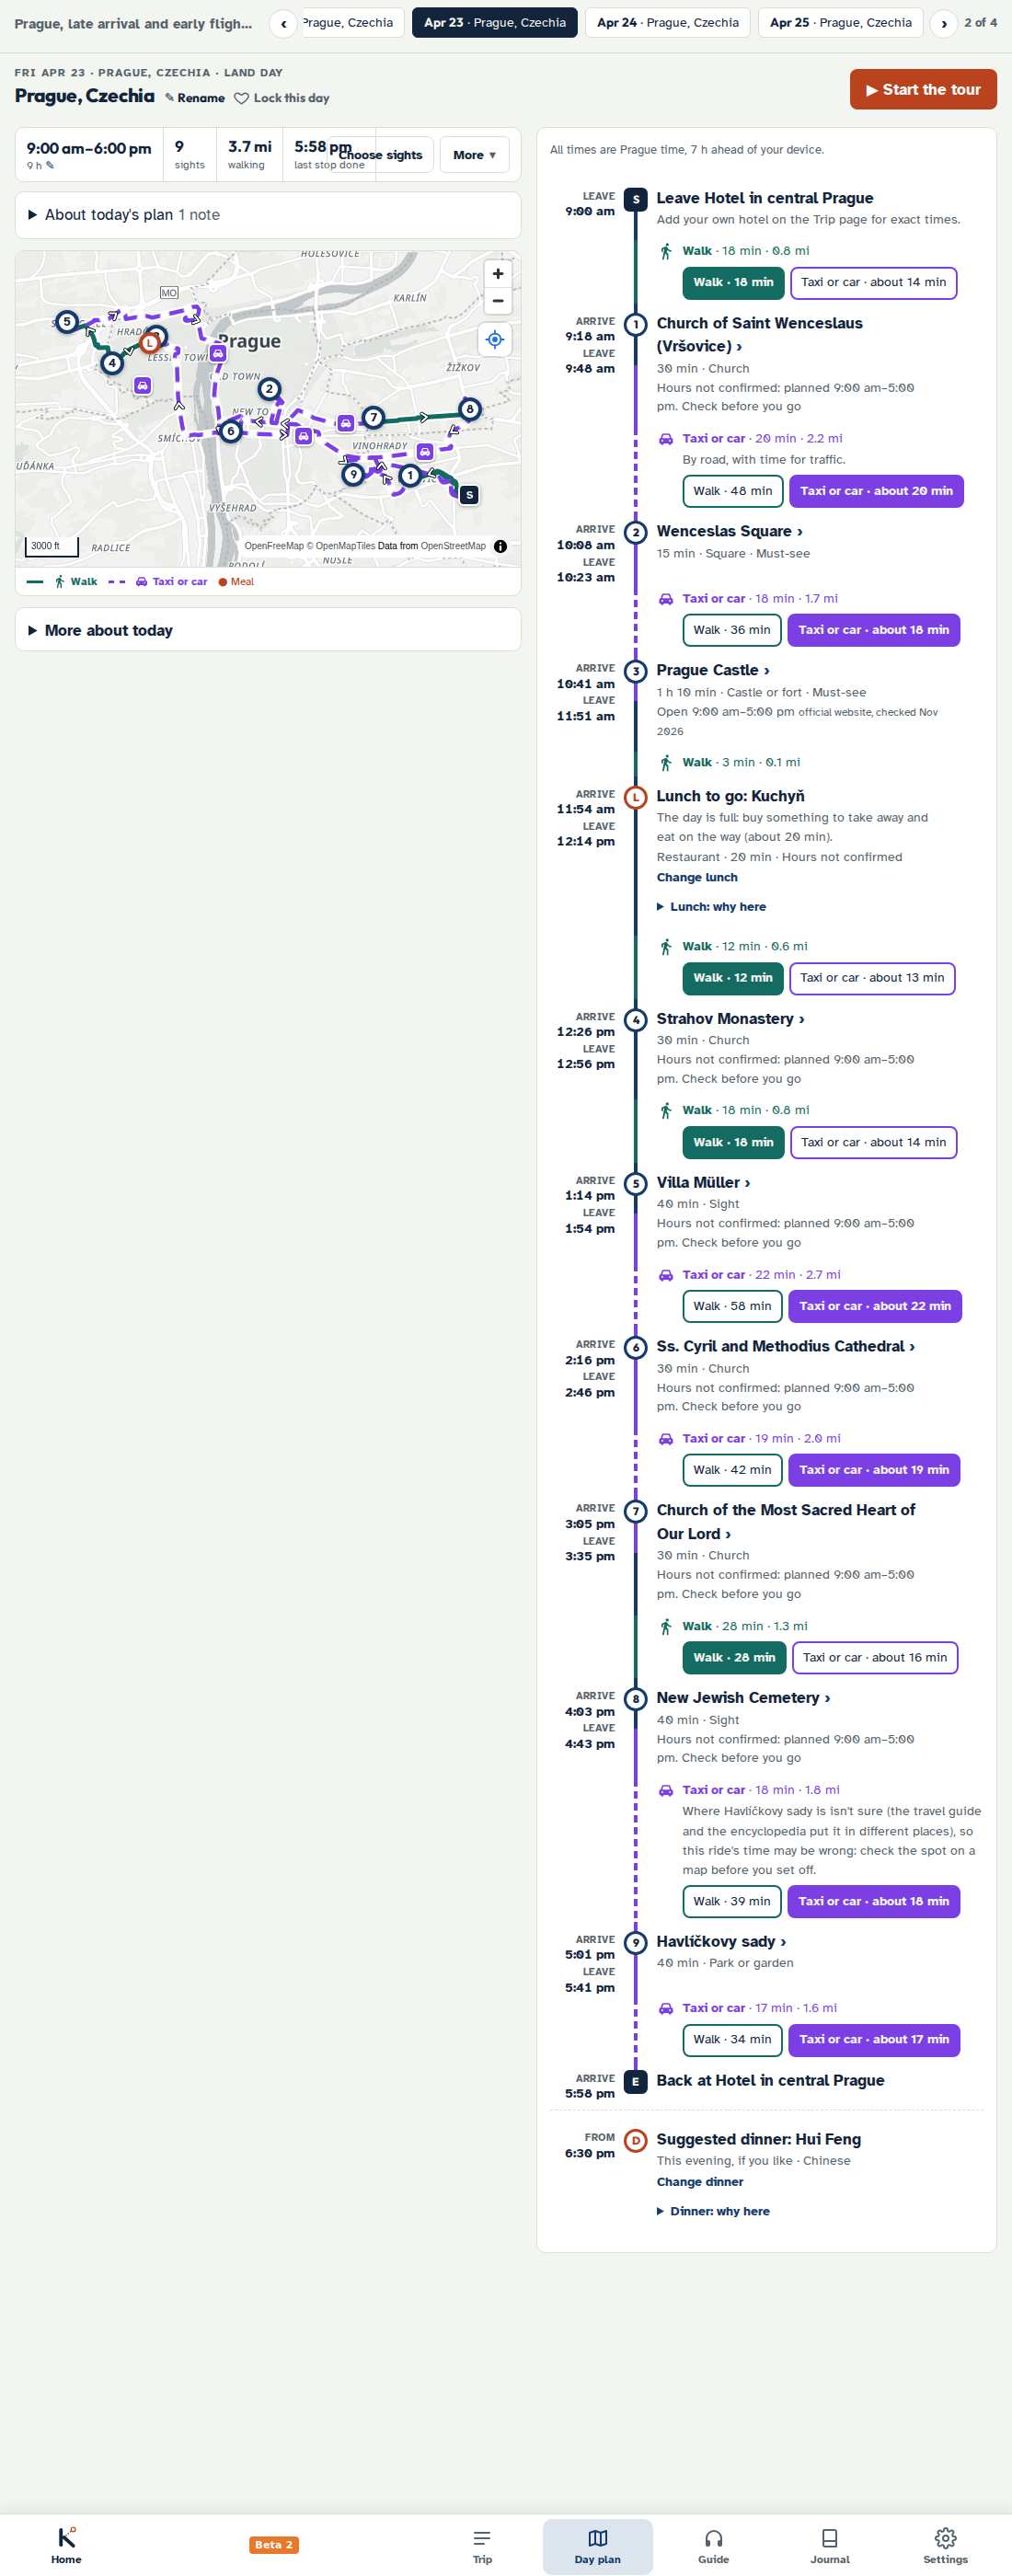 Prague, late arrival and early fligh...
‹
Prague, Czechia
Apr 23 · Prague, Czechia
Apr 24 · Prague, Czechia
Apr 25 · Prague, Czechia
›
2 of 4
FRI APR 23 · PRAGUE, CZECHIA · LAND DAY
Prague, Czechia ✎ Rename Lock this day
▶ Start the tour
9:00 am–6:00 pm
9 h ✎
9
sights
3.7 mi
walking
5:58 pm
last stop done
Choose sights
More ▼
▶ About today's plan 1 note
HOLEŠOVICE
MO
KARLÍN
Prague
ŽIŽKOV
VINOHRADY
VYŠEHRAD
RADLICE
NUSLE
+
−
5
4
L
2
6
7
8
9
1
S
3000 ft
OpenFreeMap © OpenMapTiles Data from OpenStreetMap
Walk
Taxi or car
Meal
▶ More about today
All times are Prague time, 7 h ahead of your device.
LEAVE
9:00 am
S
Leave Hotel in central Prague
Add your own hotel on the Trip page for exact times.
Walk · 18 min · 0.8 mi
Walk · 18 min
Taxi or car · about 14 min
ARRIVE
9:18 am
LEAVE
9:48 am
1
Church of Saint Wenceslaus
(Vršovice) ›
30 min · Church
Hours not confirmed: planned 9:00 am–5:00
pm. Check before you go
Taxi or car · 20 min · 2.2 mi
By road, with time for traffic.
Walk · 48 min
Taxi or car · about 20 min
ARRIVE
10:08 am
LEAVE
10:23 am
2
Wenceslas Square ›
15 min · Square · Must-see
Taxi or car · 18 min · 1.7 mi
Walk · 36 min
Taxi or car · about 18 min
ARRIVE
10:41 am
LEAVE
11:51 am
3
Prague Castle ›
1 h 10 min · Castle or fort · Must-see
Open 9:00 am–5:00 pm official website, checked Nov
2026
Walk · 3 min · 0.1 mi
ARRIVE
11:54 am
LEAVE
12:14 pm
L
Lunch to go: Kuchyň
The day is full: buy something to take away and
eat on the way (about 20 min).
Restaurant · 20 min · Hours not confirmed
Change lunch
▶ Lunch: why here
Walk · 12 min · 0.6 mi
Walk · 12 min
Taxi or car · about 13 min
ARRIVE
12:26 pm
LEAVE
12:56 pm
4
Strahov Monastery ›
30 min · Church
Hours not confirmed: planned 9:00 am–5:00
pm. Check before you go
Walk · 18 min · 0.8 mi
Walk · 18 min
Taxi or car · about 14 min
ARRIVE
1:14 pm
LEAVE
1:54 pm
5
Villa Müller ›
40 min · Sight
Hours not confirmed: planned 9:00 am–5:00
pm. Check before you go
Taxi or car · 22 min · 2.7 mi
Walk · 58 min
Taxi or car · about 22 min
ARRIVE
2:16 pm
LEAVE
2:46 pm
6
Ss. Cyril and Methodius Cathedral ›
30 min · Church
Hours not confirmed: planned 9:00 am–5:00
pm. Check before you go
Taxi or car · 19 min · 2.0 mi
Walk · 42 min
Taxi or car · about 19 min
ARRIVE
3:05 pm
LEAVE
3:35 pm
7
Church of the Most Sacred Heart of
Our Lord ›
30 min · Church
Hours not confirmed: planned 9:00 am–5:00
pm. Check before you go
Walk · 28 min · 1.3 mi
Walk · 28 min
Taxi or car · about 16 min
ARRIVE
4:03 pm
LEAVE
4:43 pm
8
New Jewish Cemetery ›
40 min · Sight
Hours not confirmed: planned 9:00 am–5:00
pm. Check before you go
Taxi or car · 18 min · 1.8 mi
Where Havlíčkovy sady is isn't sure (the travel guide
and the encyclopedia put it in different places), so
this ride's time may be wrong: check the spot on a
map before you set off.
Walk · 39 min
Taxi or car · about 18 min
ARRIVE
5:01 pm
LEAVE
5:41 pm
9
Havlíčkovy sady ›
40 min · Park or garden
Taxi or car · 17 min · 1.6 mi
Walk · 34 min
Taxi or car · about 17 min
ARRIVE
5:58 pm
E
Back at Hotel in central Prague
FROM
6:30 pm
D
Suggested dinner: Hui Feng
This evening, if you like · Chinese
Change dinner
▶ Dinner: why here
Home
Beta 2
Trip
Day plan
Guide
Journal
Settings